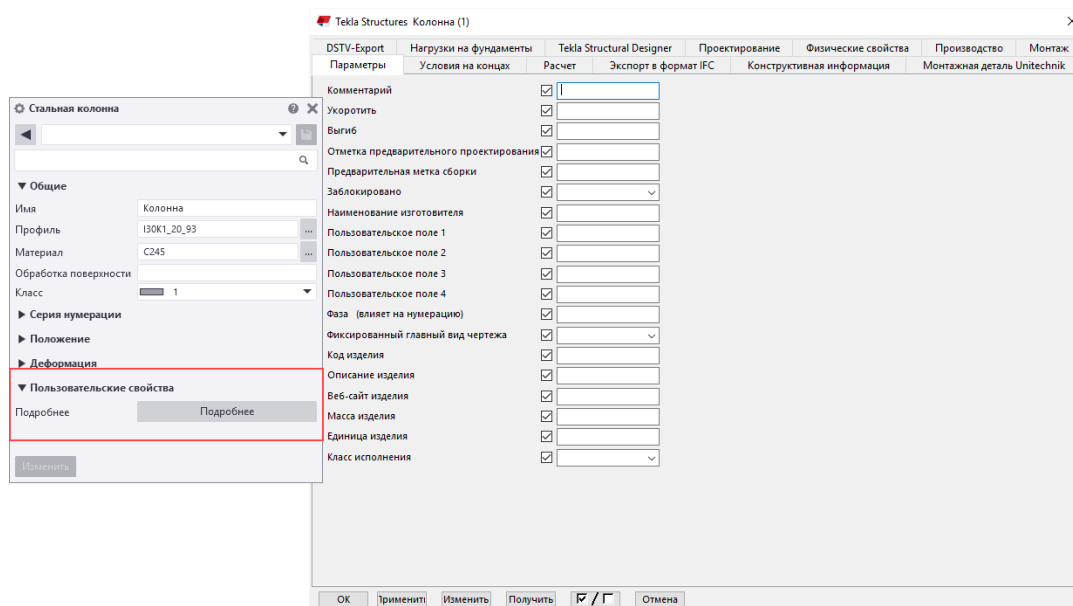 Tekla Structures Колонна (1)
DSTV-Export Нагрузки на фундаменты Tekla Structural Designer Проектирование Физические свойства Производство Монтаж
Параметры Условия на концах Расчет Экспорт в формат IFC Конструктивная информация Монтажная деталь Unitechnik
Комментарий
Укоротить
Выгиб
Отметка предварительного проектирования
Предварительная метка сборки
Заблокировано
Наименование изготовителя
Пользовательское поле 1
Пользовательское поле 2
Пользовательское поле 3
Пользовательское поле 4
Фаза (влияет на нумерацию)
Фиксированный главный вид чертежа
Код изделия
Описание изделия
Веб-сайт изделия
Масса изделия
Единица изделия
Класс исполнения
ОК Применити Изменить Получить / Отмена
Стальная колонна
Общие
Имя Колонна
Профиль I30K1_20_93 ...
Материал C245 ...
Обработка поверхности
Класс 1
Серия нумерации
Положение
Деформация
Пользовательские свойства
Подробнее Подробнее
Изменить